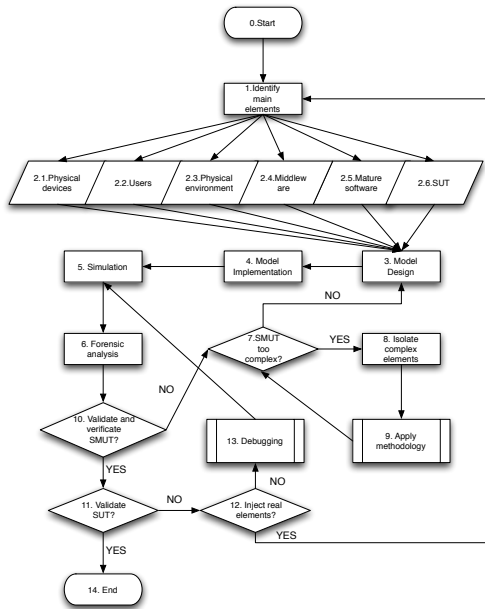 0.Start
1.Identify
main
elements
2.1.Physical
devices
2.2.Users
2.3.Physical
environment
2.4.Middlew
are
2.5.Mature
software
2.6.SUT
5. Simulation
4. Model
Implementation
3. Model
Design
NO
6. Forensic
analysis
7.SMUT
too
complex?
YES
8. Isolate
complex
elements
NO
10. Validate and
verificate
SMUT?
13. Debugging
9. Apply
methodology
YES
NO
11. Validate
SUT?
NO
12. Inject real
elements?
YES
YES
14. End